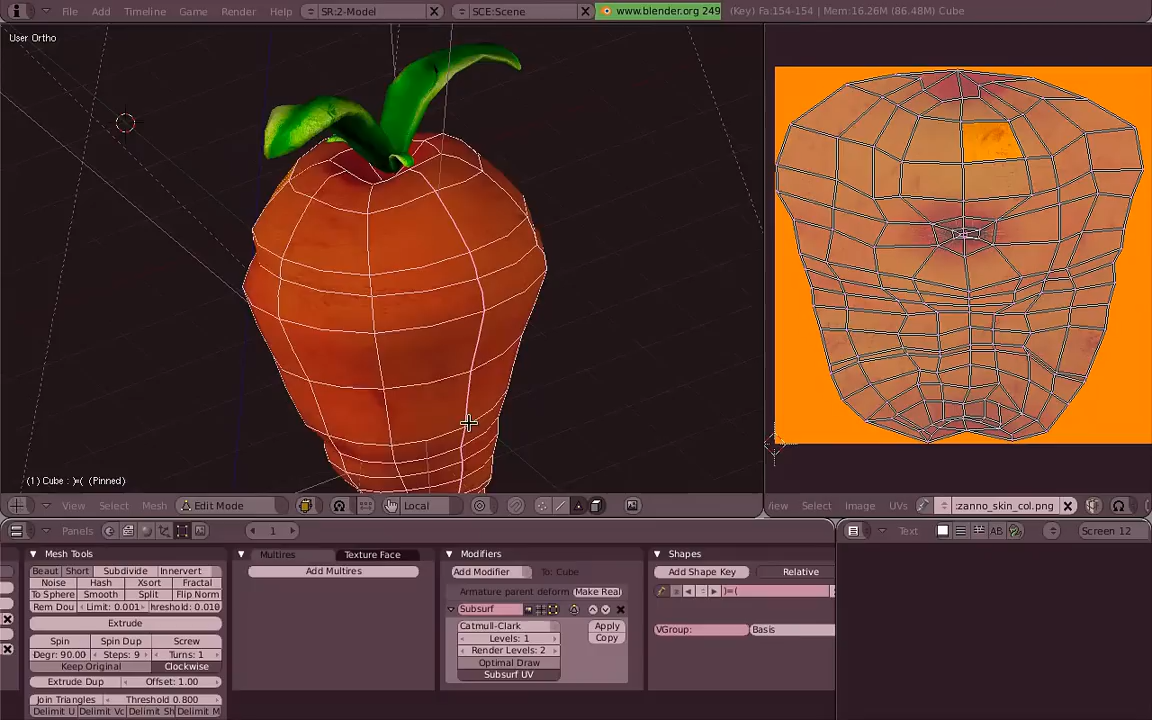 File Add Timeline Game Render Help SR:2-Model SCE:Scene www.blender.org 249 (Key) Fa:154-154 | Mem:16.26M (86.48M) Cube
User Ortho
(1) Cube : )=( (Pinned)
View Select Mesh Edit Mode Local
View Select Image UVs :zanno_skin_col.png
Panels 1
Text Screen 12
Mesh Tools
Beaut Short Subdivide Innervert
Noise Hash Xsort Fractal
To Sphere Smooth Split Flip Norm
Rem Dou Limit: 0.001 hreshold: 0.010
Extrude
Spin Spin Dup Screw
Degr: 90.00 Steps: 9 Turns: 1
Keep Original Clockwise
Extrude Dup Offset: 1.00
Join Triangles Threshold 0.800
Delimit U Delimit Vc Delimit Sh Delimit M
Multires Texture Face
Add Multires
Modifiers
Add Modifier To: Cube
Armature parent deform Make Real
Subsurf
Catmull-Clark Apply
Levels: 1 Copy
Render Levels: 2
Optimal Draw
Subsurf UV
Shapes
Add Shape Key Relative
)=(
VGroup: Basis